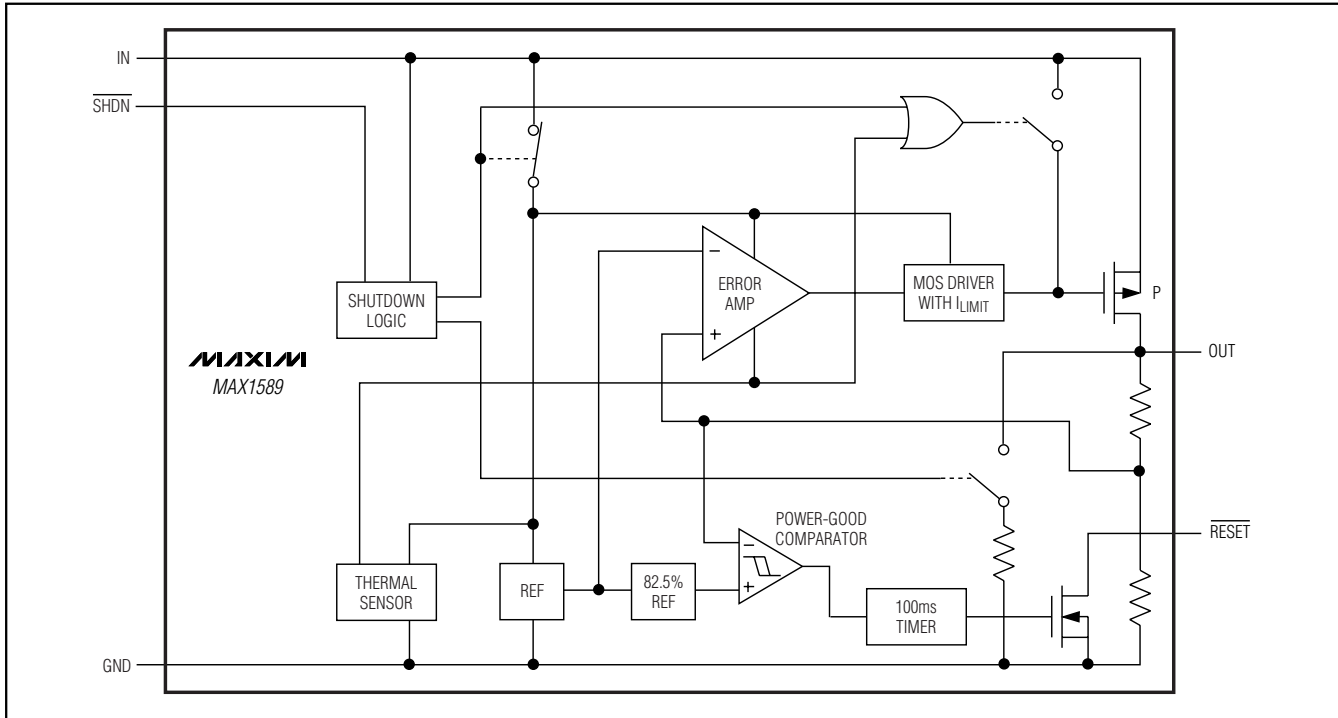 IN
SHDN
SHUTDOWN
LOGIC
MAXIM
MAX1589
ERROR
AMP
−
+
MOS DRIVER
WITH ILIMIT
P
OUT
POWER-GOOD
COMPARATOR
−
+
RESET
THERMAL
SENSOR
REF
82.5%
REF
100ms
TIMER
GND